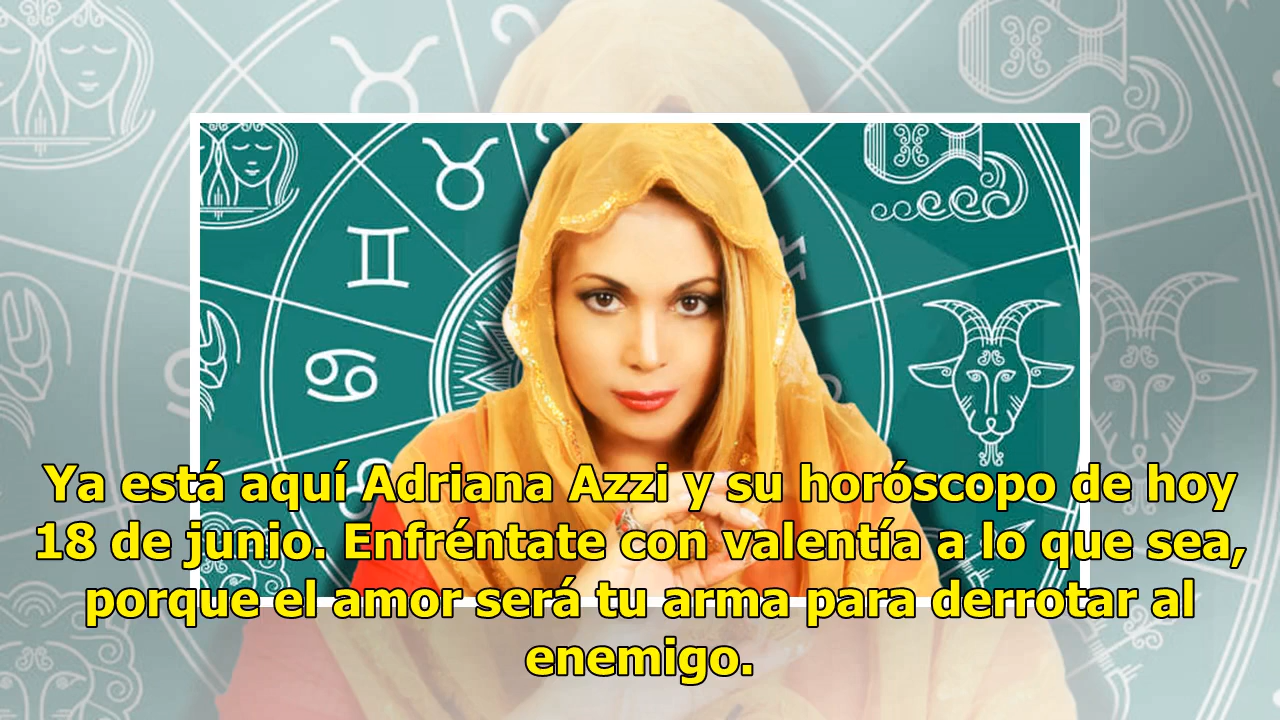 Ya está aquí Adriana Azzi y su horóscopo de hoy
18 de junio. Enfréntate con valentía a lo que sea,
porque el amor será tu arma para derrotar al
enemigo.